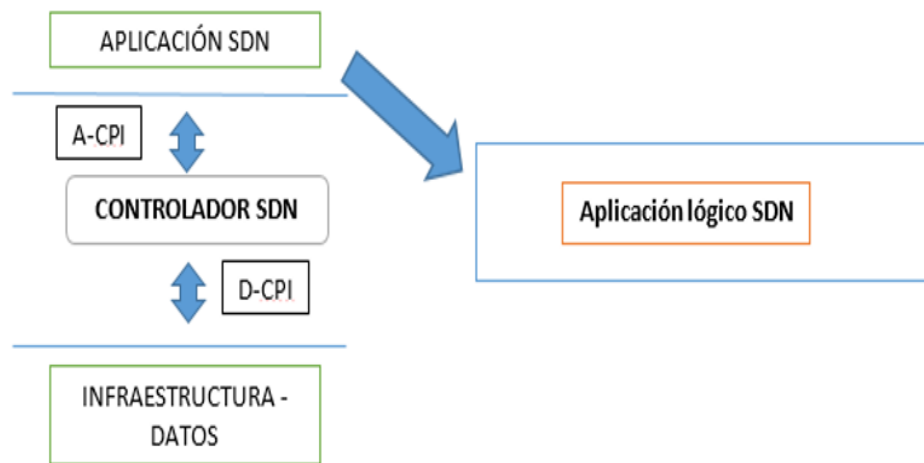 APLICACIÓN SDN
A-CPI
CONTROLADOR SDN
D-CPI
INFRAESTRUCTURA -
DATOS
Aplicación lógico SDN